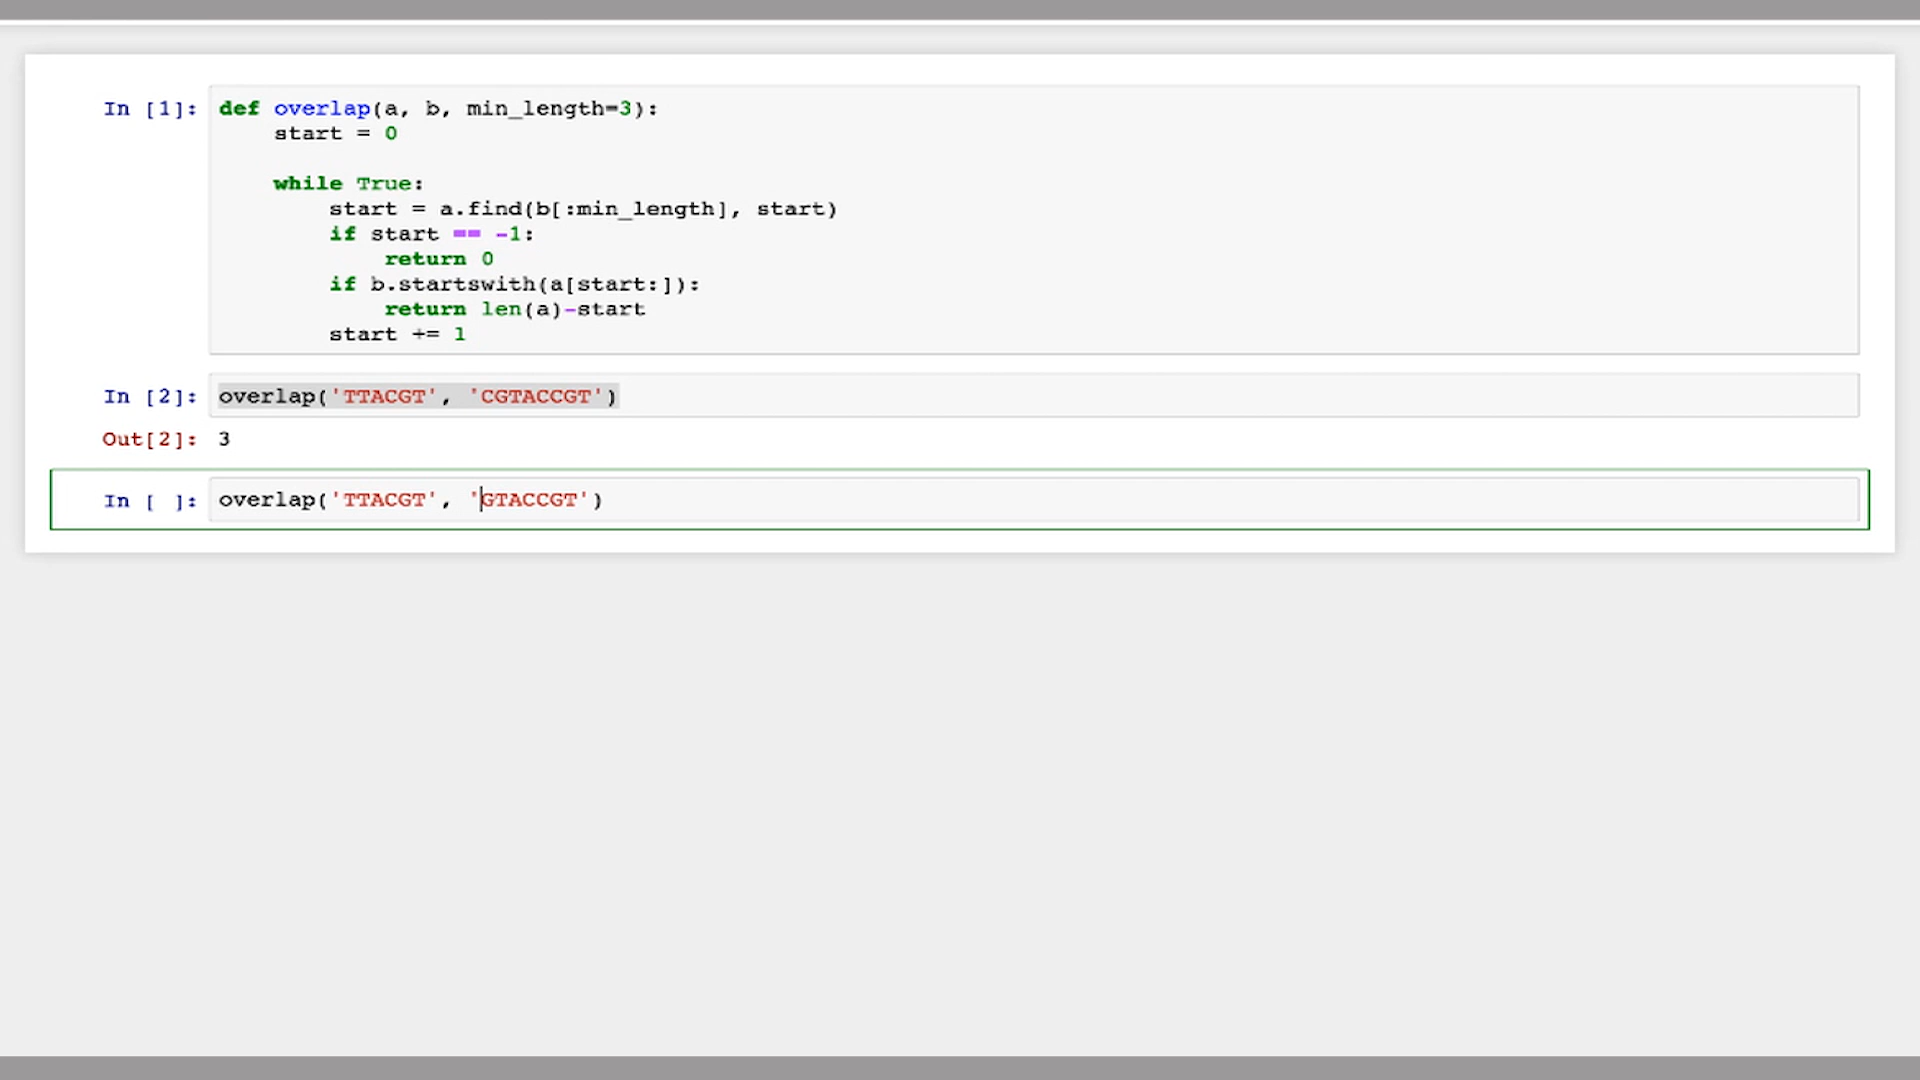 In [1]: def overlap(a, b, min_length=3):
start = 0
while True:
start = a.find(b[:min_length], start)
if start == -1:
return 0
if b.startswith(a[start:]):
return len(a)-start
start += 1
In [2]: overlap('TTACGT', 'CGTACCGT')
Out[2]: 3
In [ ]: overlap('TTACGT', 'GTACCGT')